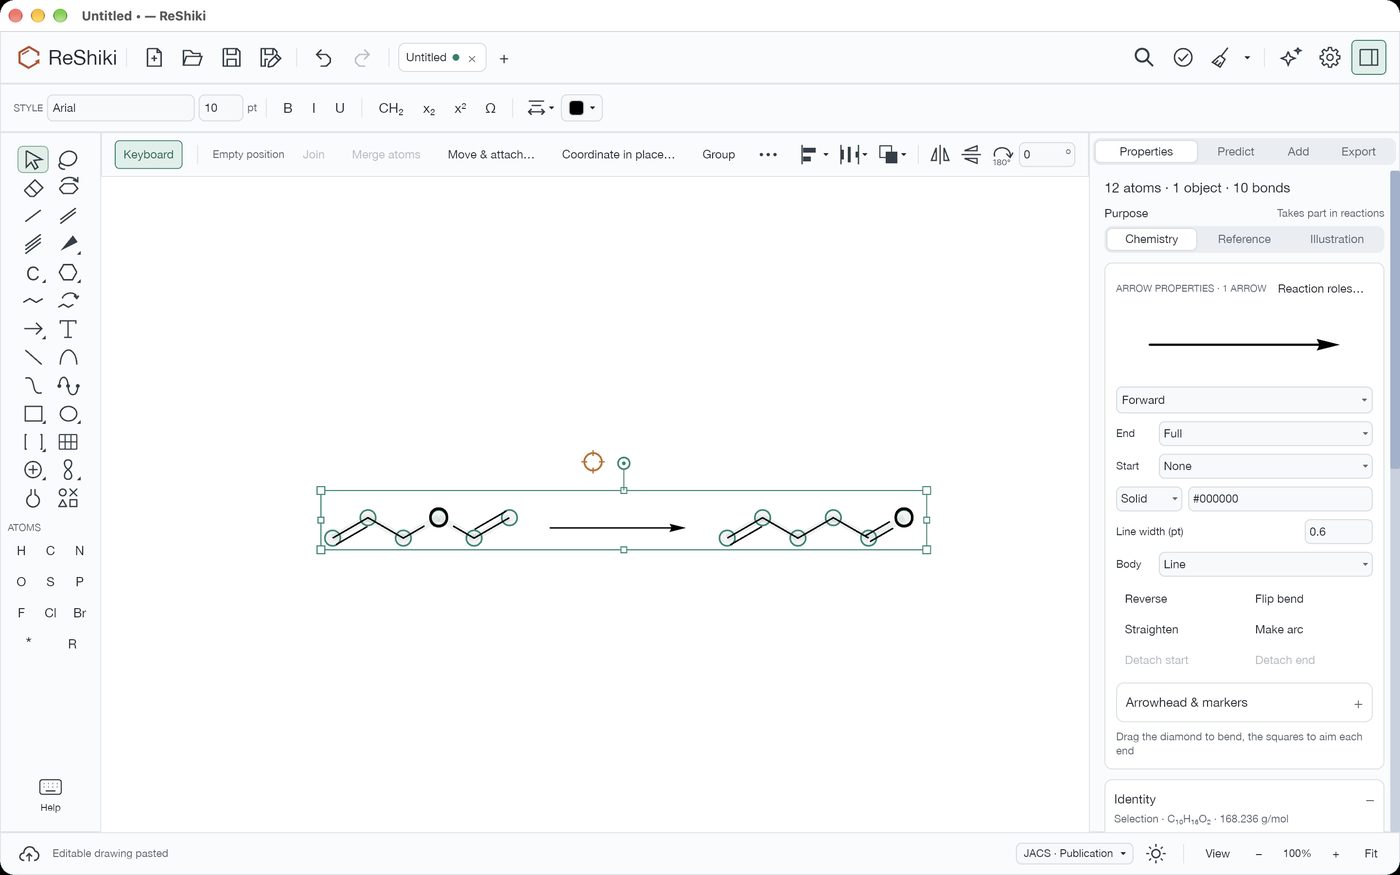 Untitled • — ReShiki
ReShiki
Untitled
STYLE Arial 10 pt B I U CH₂ x₂ x² Ω
Keyboard Empty position Join Merge atoms Move & attach... Coordinate in place... Group 180° 0 °
Properties Predict Add Export
12 atoms · 1 object · 10 bonds
Purpose Takes part in reactions
Chemistry Reference Illustration
ARROW PROPERTIES · 1 ARROW Reaction roles...
Forward
End Full
Start None
Solid #000000
Line width (pt) 0.6
Body Line
Reverse Flip bend
Straighten Make arc
Detach start Detach end
Arrowhead & markers +
Drag the diamond to bend, the squares to aim each
end
Identity –
Selection · C₁₀H₁₆O₂ · 168.236 g/mol
C
T
ATOMS
H C N
O S P
F Cl Br
* R
Help
O O
Editable drawing pasted
JACS · Publication View − 100% + Fit